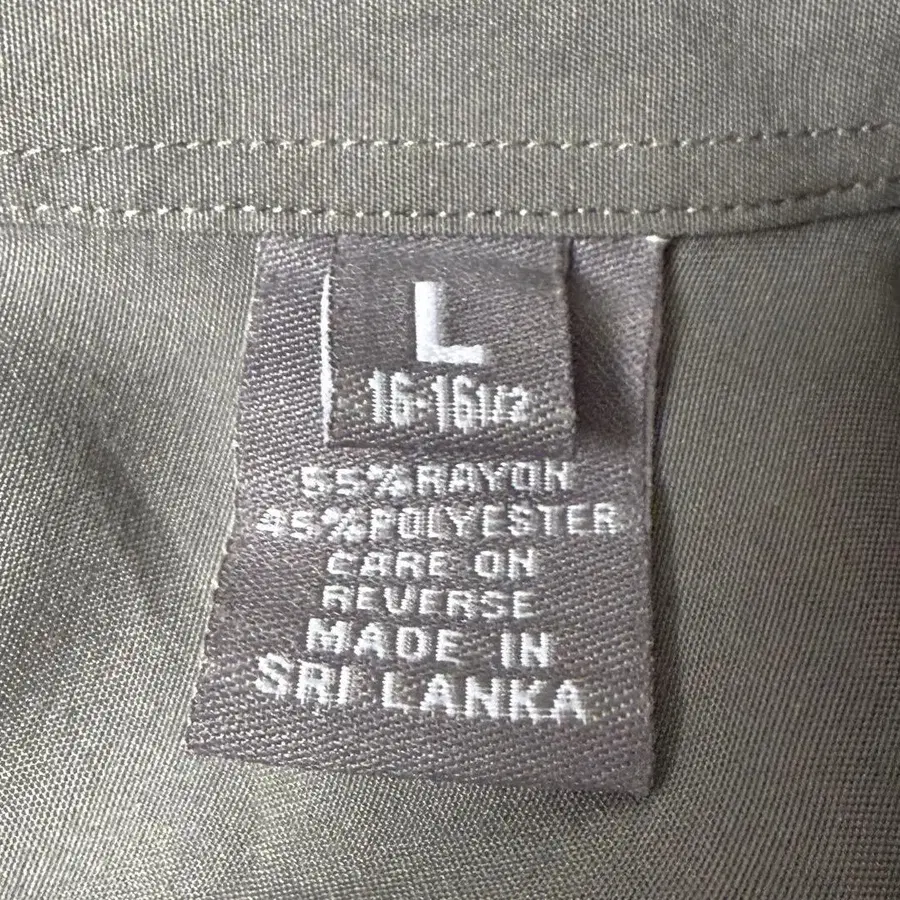 L
16-16 1/2
55%RAYON
45%POLYESTER
CARE ON
REVERSE
MADE IN
SRI LANKA